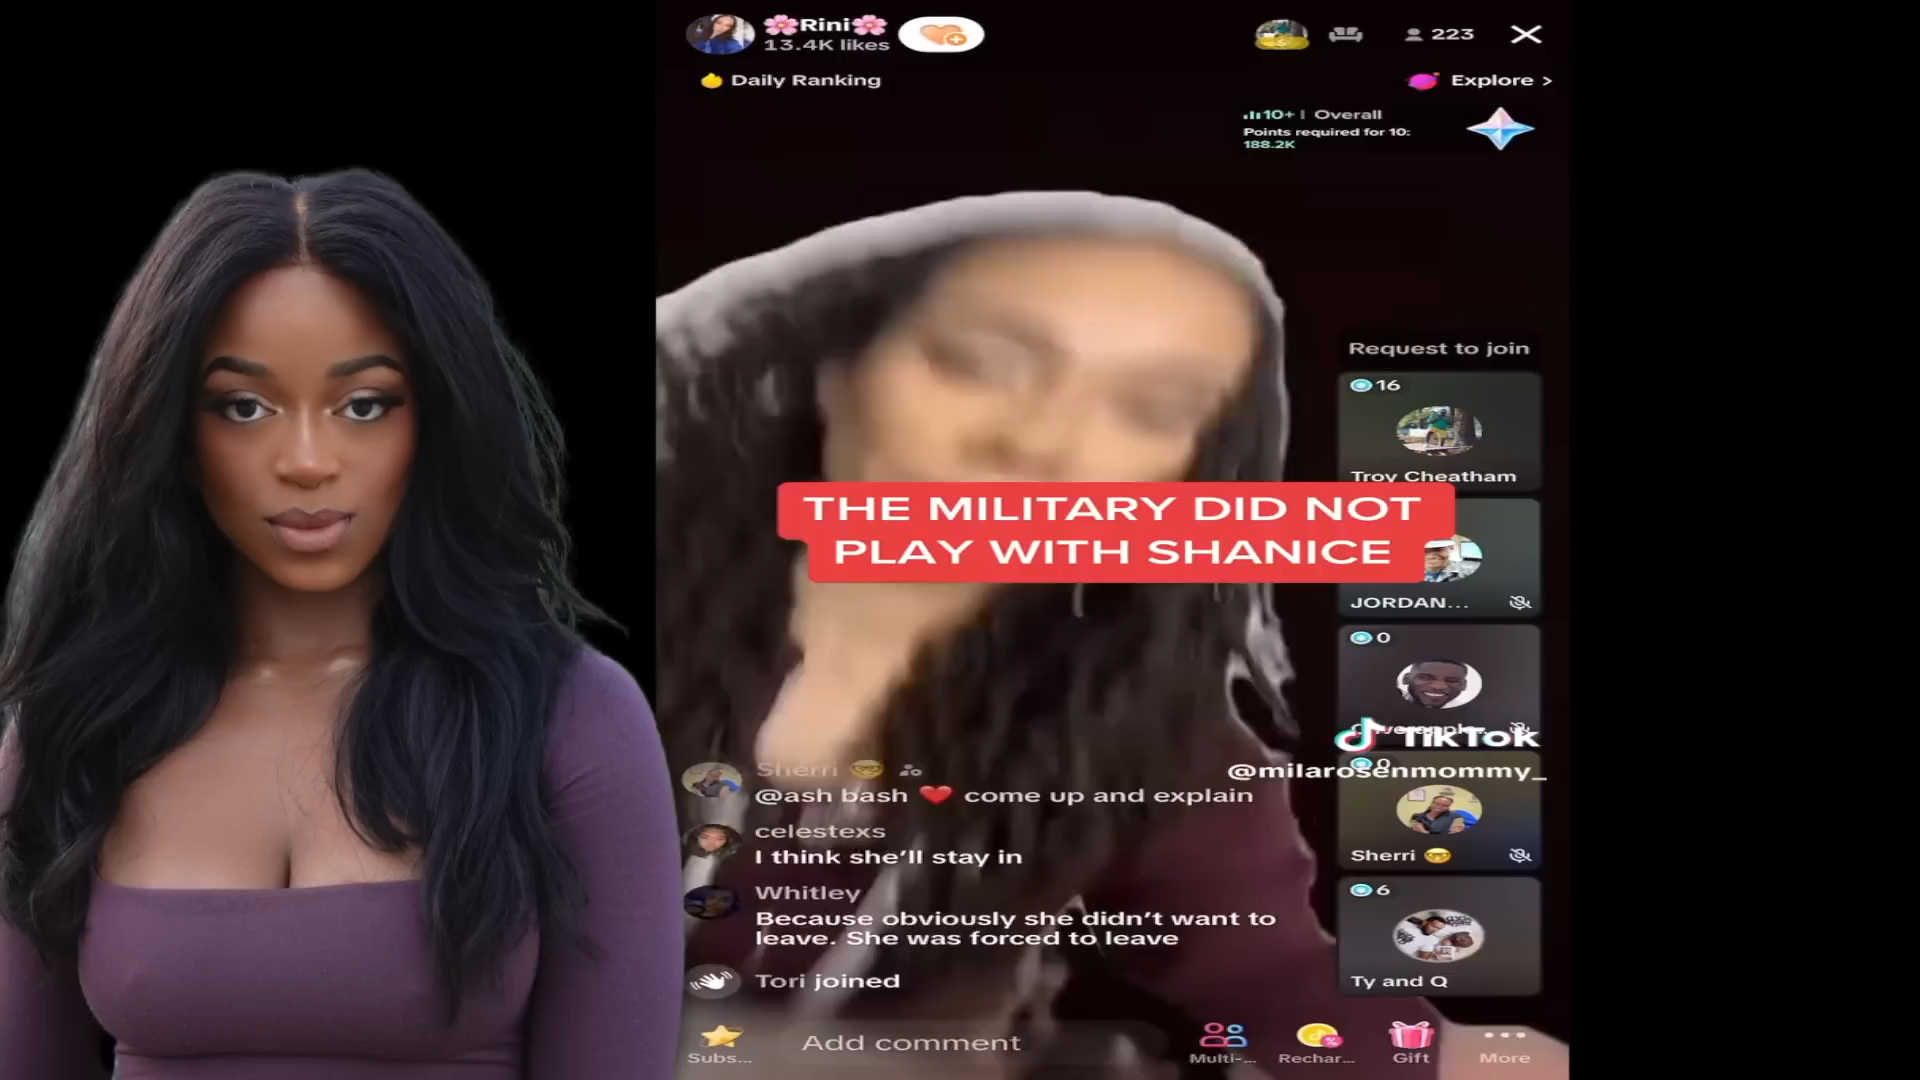 🌸Rini🌸
13.4K likes
223
Daily Ranking
Explore >
10+ | Overall
Points required for 10:
188.2K
Request to join
16
Troy Cheatham
THE MILITARY DID NOT
PLAY WITH SHANICE
JORDAN...
0
TikTok
@milarosenmommy_
0
Sherri 🤓
@ash bash ❤️ come up and explain
celestexs
I think she'll stay in
Sherri 🤓
Whitley
6
Because obviously she didn't want to
leave. She was forced to leave
Tori joined
Ty and Q
Add comment
Subs...
Multi-...
Rechar...
Gift
More